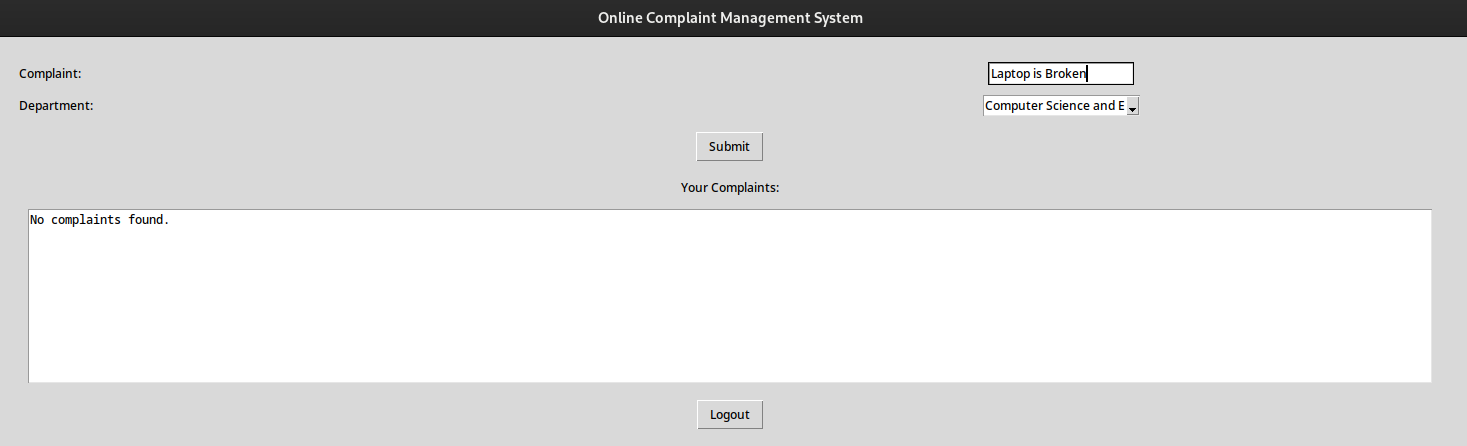 Online Complaint Management System
Complaint: Laptop is Broken
Department: Computer Science and E
Submit
Your Complaints:
No complaints found.
Logout